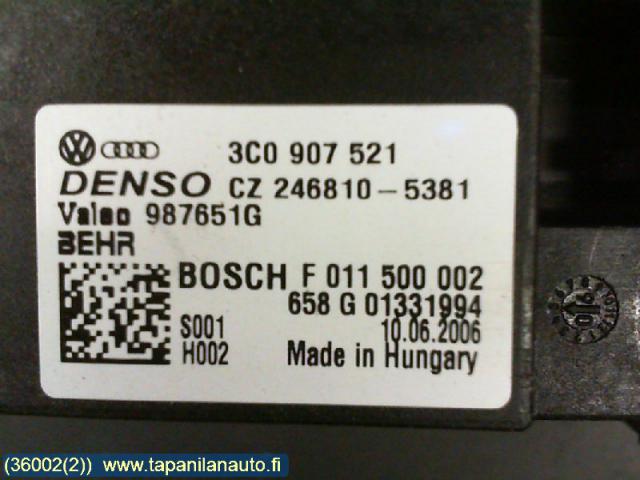 3C0 907 521
DENSO CZ 246810-5381
Valeo 987651G
BEHR
BOSCH F 011 500 002
658 G 01331994
S001 10.06.2006
H002 Made in Hungary
(36002(2)) www.tapanilanauto.fi